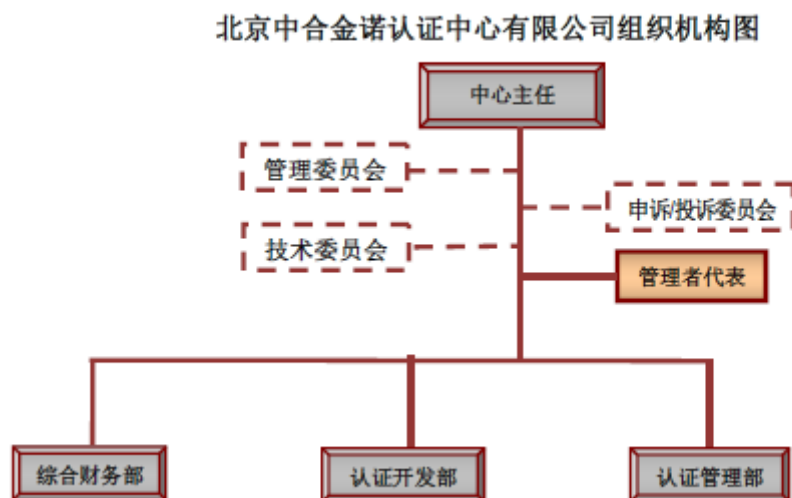 北京中合金诺认证中心有限公司组织机构图
中心主任
管理委员会
申诉/投诉委员会
技术委员会
管理者代表
综合财务部
认证开发部
认证管理部